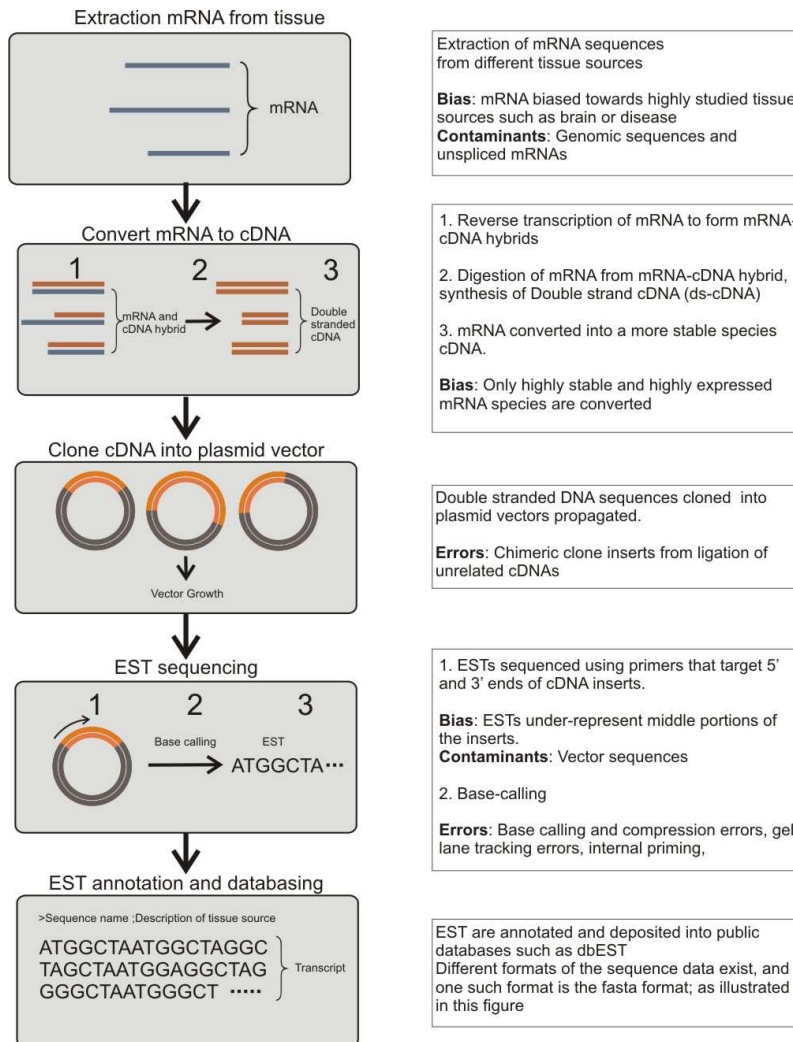 Extraction mRNA from tissue
mRNA
Extraction of mRNA sequences
from different tissue sources
Bias: mRNA biased towards highly studied tissue
sources such as brain or disease
Contaminants: Genomic sequences and
unspliced mRNAs
Convert mRNA to cDNA
1
2
3
mRNA and
cDNA hybrid
Double
stranded
cDNA
1. Reverse transcription of mRNA to form mRNA-
cDNA hybrids
2. Digestion of mRNA from mRNA-cDNA hybrid,
synthesis of Double strand cDNA (ds-cDNA)
3. mRNA converted into a more stable species
cDNA.
Bias: Only highly stable and highly expressed
mRNA species are converted
Clone cDNA into plasmid vector
Vector Growth
Double stranded DNA sequences cloned into
plasmid vectors propagated.
Errors: Chimeric clone inserts from ligation of
unrelated cDNAs
EST sequencing
1
2
3
Base calling
EST
ATGGCTA ...
1. ESTs sequenced using primers that target 5’
and 3’ ends of cDNA inserts.
Bias: ESTs under-represent middle portions of
the inserts.
Contaminants: Vector sequences
2. Base-calling
Errors: Base calling and compression errors, gel
lane tracking errors, internal priming,
EST annotation and databasing
>Sequence name ;Description of tissue source
ATGGCTAATGGCTAGGC
TAGCTAATGGAGGCTAG
GGGCTAATGGGCT .....
Transcript
EST are annotated and deposited into public
databases such as dbEST
Different formats of the sequence data exist, and
one such format is the fasta format; as illustrated
in this figure